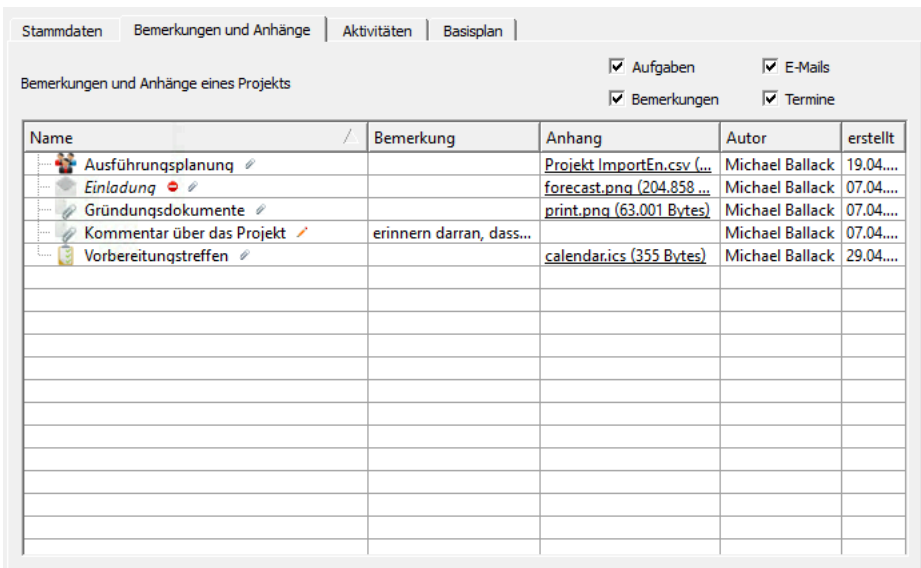 Stammdaten Bemerkungen und Anhänge Aktivitäten Basisplan
Aufgaben E-Mails
Bemerkungen und Anhänge eines Projekts
Bemerkungen Termine
Name Bemerkung Anhang Autor erstellt
Ausführungsplanung Projekt ImportEn.csv (... Michael Ballack 19.04....
Einladung forecast.png (204.858 ... Michael Ballack 07.04....
Gründungsdokumente print.png (63.001 Bytes) Michael Ballack 07.04....
Kommentar über das Projekt erinnern darran, dass... Michael Ballack 07.04....
Vorbereitungstreffen calendar.ics (355 Bytes) Michael Ballack 29.04....